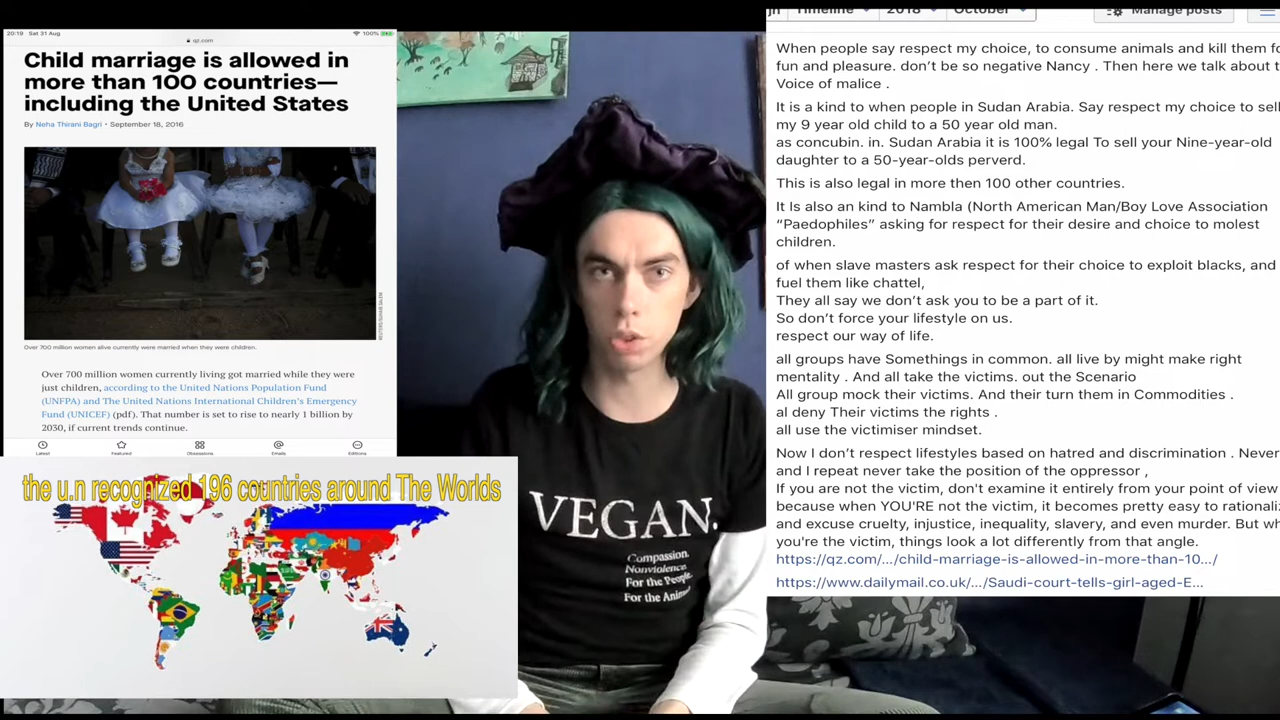 20:19 Sat 31 Aug
100%
qz.com
Child marriage is allowed in
more than 100 countries—
including the United States
By Neha Thirani Bagri • September 18, 2016
REUTERS/SUHAIB SALEM
Over 700 million women alive currently were married when they were children.
Over 700 million women currently living got married while they were
just children, according to the United Nations Population Fund
(UNFPA) and The United Nations International Children's Emergency
Fund (UNICEF) (pdf). That number is set to rise to nearly 1 billion by
2030, if current trends continue.
Latest Featured Obsessions Emails Editions
the u.n recognized 196 countries around The Worlds
VEGAN.
Compassion.
Nonviolence
For the People.
For the Anim
Timeline 2018 October Manage posts
When people say respect my choice, to consume animals and kill them fo
fun and pleasure. don't be so negative Nancy . Then here we talk about t
Voice of malice .
It is a kind to when people in Sudan Arabia. Say respect my choice to sell
my 9 year old child to a 50 year old man.
as concubin. in. Sudan Arabia it is 100% legal To sell your Nine-year-old
daughter to a 50-year-olds perverd.
This is also legal in more then 100 other countries.
It Is also an kind to Nambla (North American Man/Boy Love Association
“Paedophiles” asking for respect for their desire and choice to molest
children.
of when slave masters ask respect for their choice to exploit blacks, and
fuel them like chattel,
They all say we don't ask you to be a part of it.
So don't force your lifestyle on us.
respect our way of life.
all groups have Somethings in common. all live by might make right
mentality . And all take the victims. out the Scenario
All group mock their victims. And their turn them in Commodities .
al deny Their victims the rights .
all use the victimiser mindset.
Now I don't respect lifestyles based on hatred and discrimination . Never
and I repeat never take the position of the oppressor ,
If you are not the victim, don't examine it entirely from your point of view
because when YOU'RE not the victim, it becomes pretty easy to rationali
and excuse cruelty, injustice, inequality, slavery, and even murder. But wh
you're the victim, things look a lot differently from that angle.
https://qz.com/.../child-marriage-is-allowed-in-more-than-10.../
https://www.dailymail.co.uk/.../Saudi-court-tells-girl-aged-E...